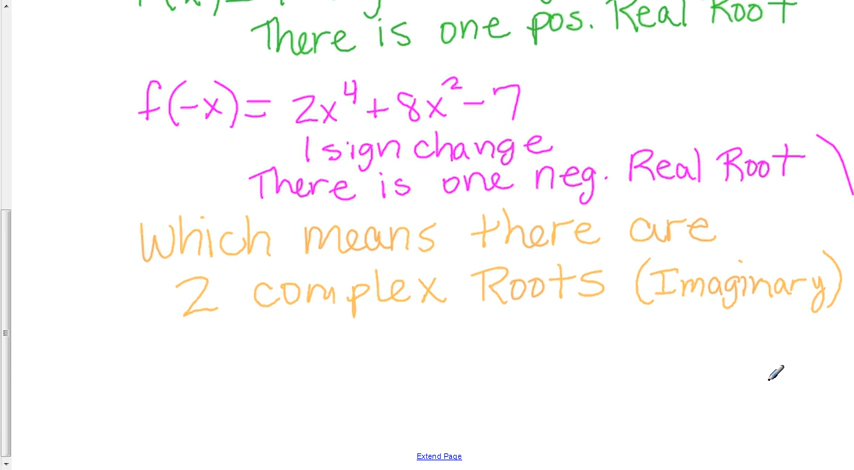 There is one pos. Real Root
f(-x) = 2x⁴ + 8x² - 7
1 sign change
There is one neg. Real Root
Which means there are
2 complex Roots (Imaginary)
Extend Page